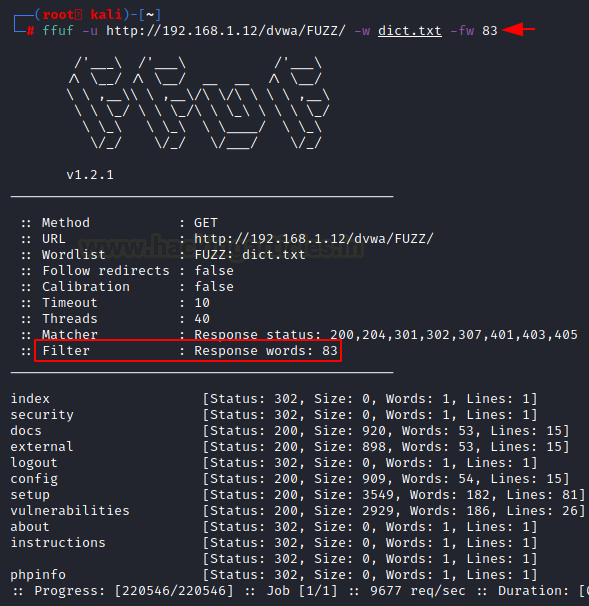 (root kali)-[~]
# ffuf -u http://192.168.1.12/dvwa/FUZZ/ -w dict.txt -fw 83
v1.2.1
:: Method : GET
:: URL : http://192.168.1.12/dvwa/FUZZ/
:: Wordlist : FUZZ: dict.txt
:: Follow redirects : false
:: Calibration : false
:: Timeout : 10
:: Threads : 40
:: Matcher : Response status: 200,204,301,302,307,401,403,405
:: Filter : Response words: 83
index [Status: 302, Size: 0, Words: 1, Lines: 1]
security [Status: 302, Size: 0, Words: 1, Lines: 1]
docs [Status: 200, Size: 920, Words: 53, Lines: 15]
external [Status: 200, Size: 898, Words: 53, Lines: 15]
logout [Status: 302, Size: 0, Words: 1, Lines: 1]
config [Status: 200, Size: 909, Words: 54, Lines: 15]
setup [Status: 200, Size: 3549, Words: 182, Lines: 81]
vulnerabilities [Status: 200, Size: 2929, Words: 186, Lines: 26]
about [Status: 302, Size: 0, Words: 1, Lines: 1]
instructions [Status: 302, Size: 0, Words: 1, Lines: 1]
[Status: 302, Size: 0, Words: 1, Lines: 1]
phpinfo [Status: 302, Size: 0, Words: 1, Lines: 1]
:: Progress: [220546/220546] :: Job [1/1] :: 9677 req/sec :: Duration: [